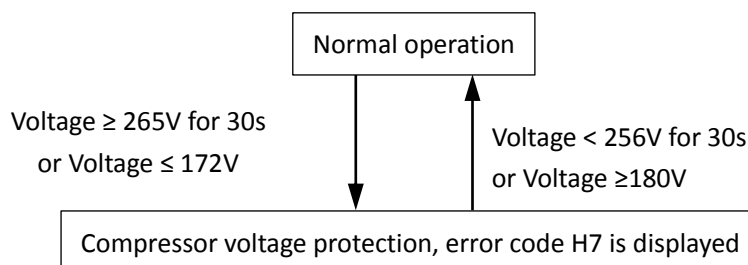 Normal operation
Voltage ≥ 265V for 30s
or Voltage ≤ 172V
Voltage < 256V for 30s
or Voltage ≥180V
Compressor voltage protection, error code H7 is displayed